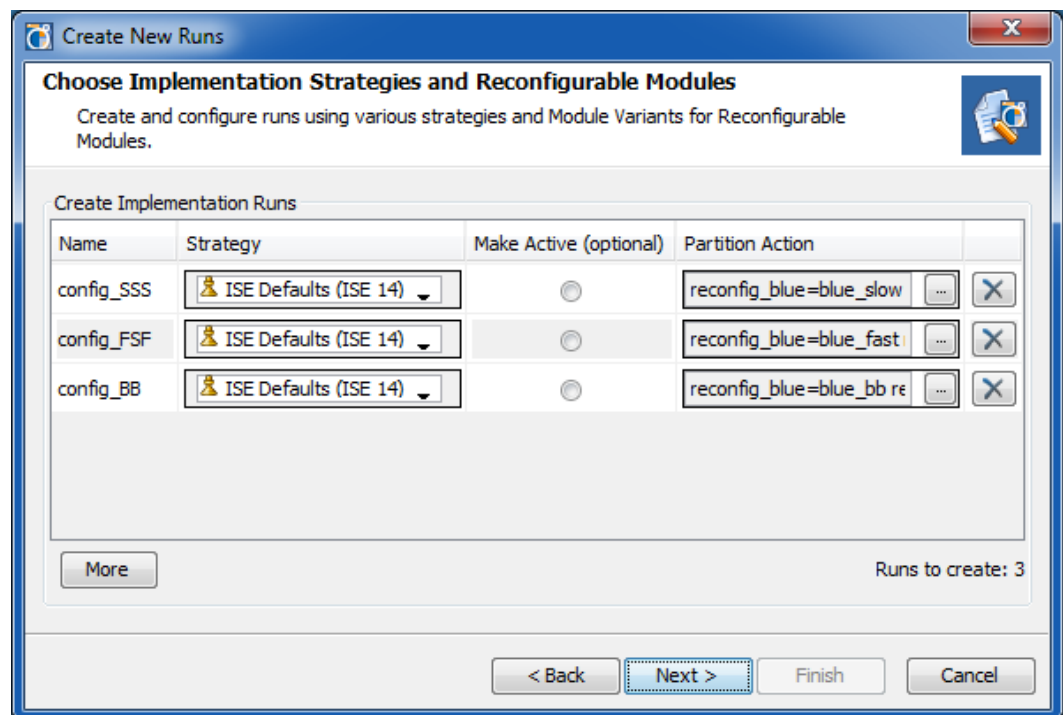 Create New Runs
Choose Implementation Strategies and Reconfigurable Modules
Create and configure runs using various strategies and Module Variants for Reconfigurable
Modules.
Create Implementation Runs
Name Strategy Make Active (optional) Partition Action
config_SSS ISE Defaults (ISE 14) reconfig_blue=blue_slow ...
config_FSF ISE Defaults (ISE 14) reconfig_blue=blue_fast ...
config_BB ISE Defaults (ISE 14) reconfig_blue=blue_bb re ...
More Runs to create: 3
< Back Next > Finish Cancel